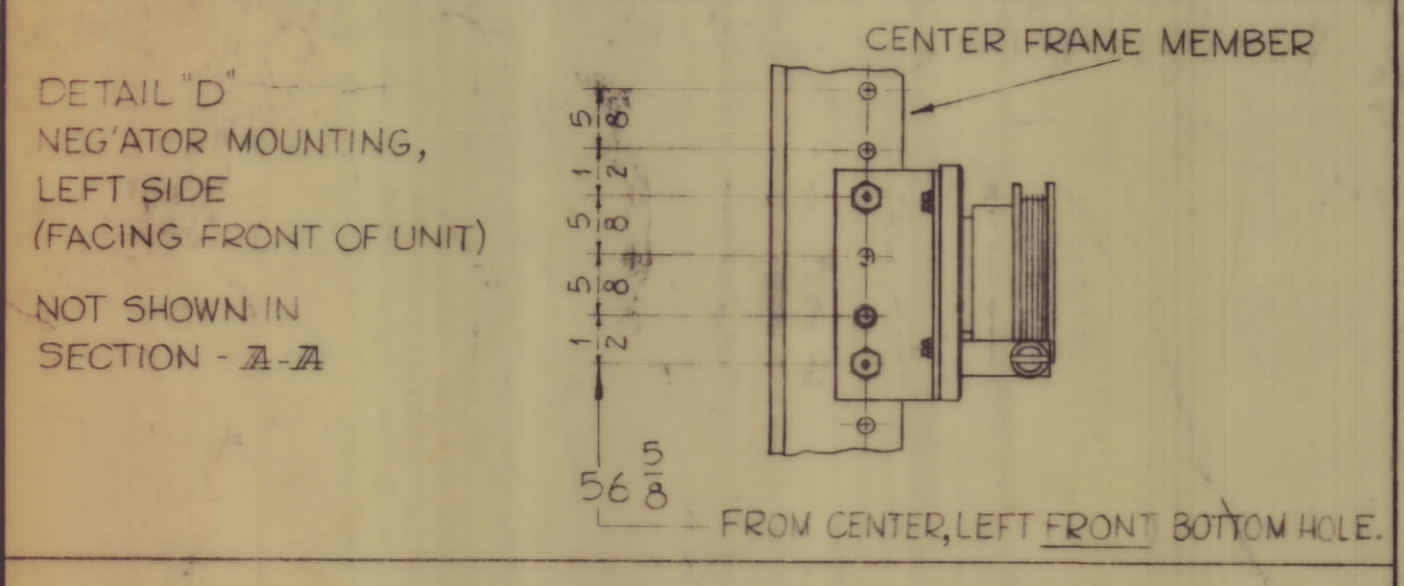 DETAIL "D"
NEG'ATOR MOUNTING,
LEFT SIDE
(FACING FRONT OF UNIT)
NOT SHOWN IN
SECTION - A-A
CENTER FRAME MEMBER
5/8
1/2
5/8
5/8
1/2
56 5/8
FROM CENTER, LEFT FRONT BOTTOM HOLE.